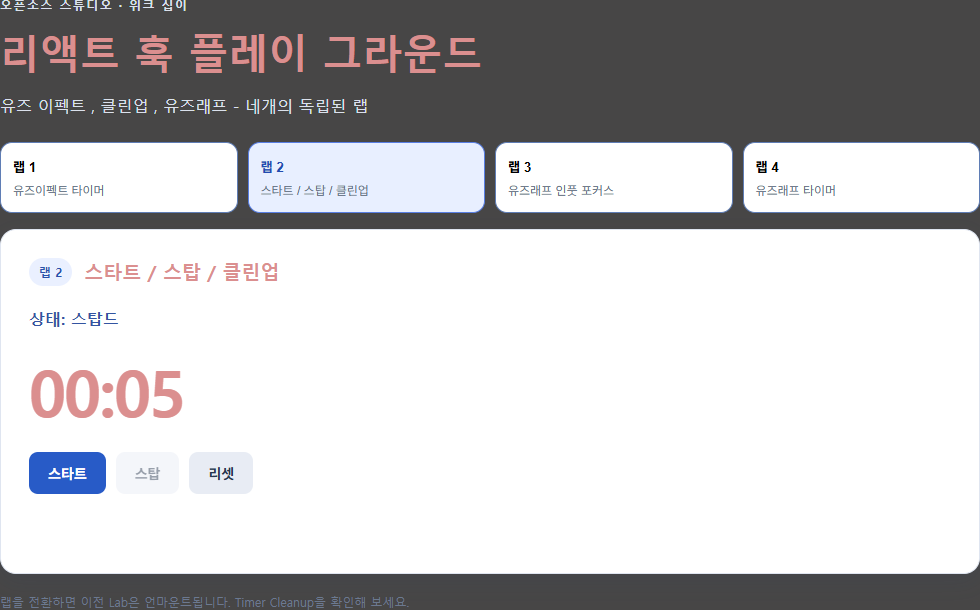 오픈소스 스튜디오 · 위크 십이
리액트 훅 플레이 그라운드
유즈 이펙트 , 클린업 , 유즈래프 - 네개의 독립된 랩
랩 1
유즈이펙트 타이머
랩 2
스타트 / 스탑 / 클린업
랩 3
유즈래프 인풋 포커스
랩 4
유즈래프 타이머
랩 2 스타트 / 스탑 / 클린업
상태: 스탑드
00:05
스타트 스탑 리셋
랩을 전환하면 이전 Lab은 언마운트됩니다. Timer Cleanup을 확인해 보세요.